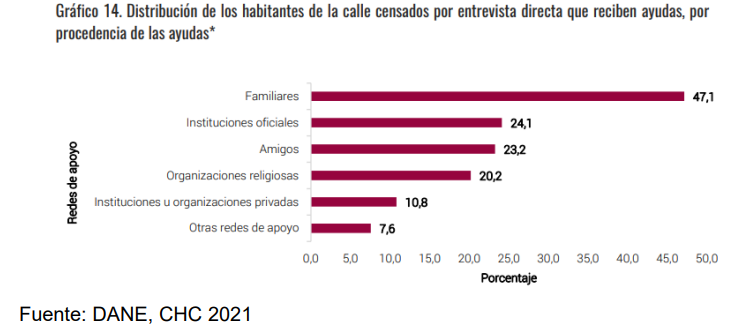 Gráfico 14. Distribución de los habitantes de la calle censados por entrevista directa que reciben ayudas, por
procedencia de las ayudas*
Redes de apoyo
Familiares 47,1
Instituciones oficiales 24,1
Amigos 23,2
Organizaciones religiosas 20,2
Instituciones u organizaciones privadas 10,8
Otras redes de apoyo 7,6
0,0 5,0 10,0 15,0 20,0 25,0 30,0 35,0 40,0 45,0 50,0
Porcentaje
Fuente: DANE, CHC 2021